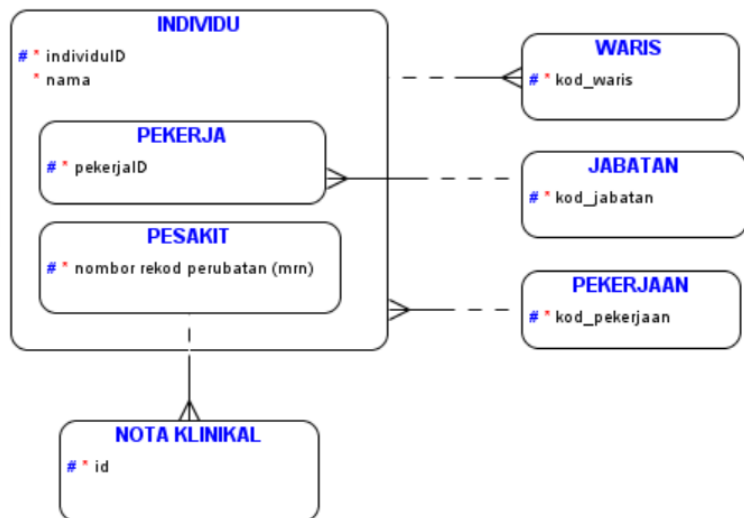 INDIVIDU
# * individuID
* nama
PEKERJA
# * pekerjaID
PESAKIT
# * nombor rekod perubatan (mrn)
WARIS
# * kod_waris
JABATAN
# * kod_jabatan
PEKERJAAN
# * kod_pekerjaan
NOTA KLINIKAL
# * id